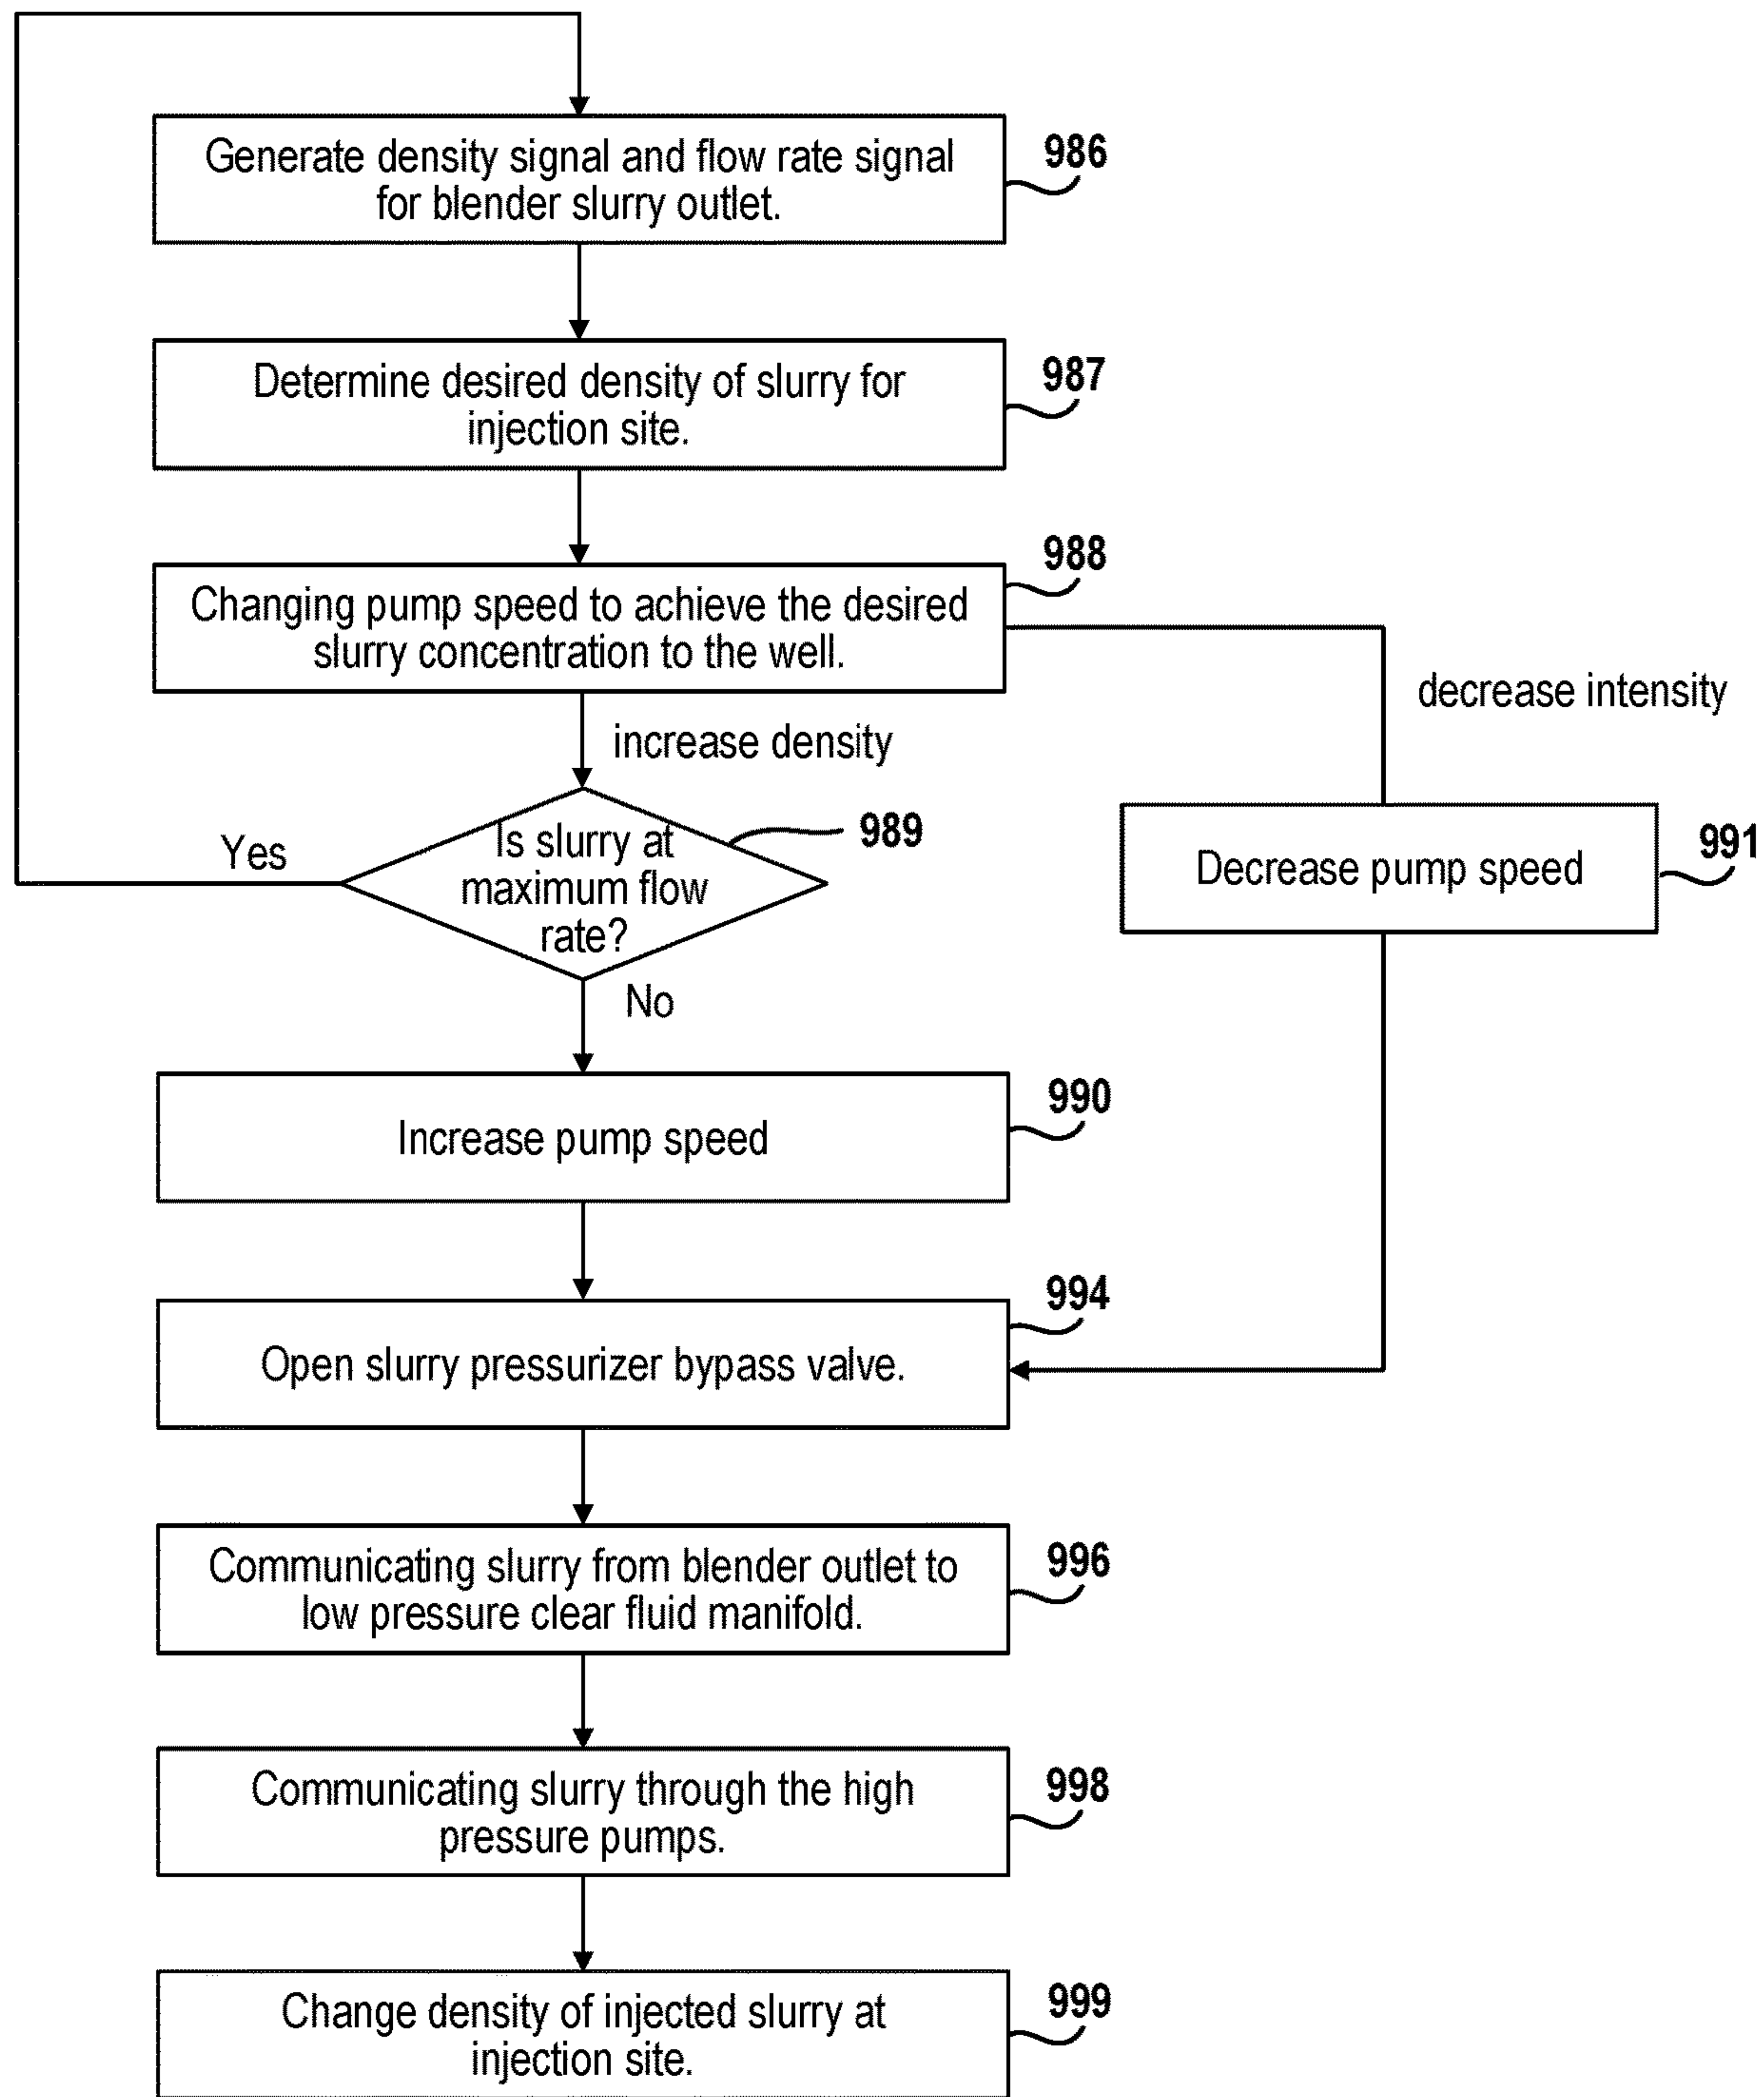 Generate density signal and flow rate signal
for blender slurry outlet.
986
Determine desired density of slurry for
injection site.
987
Changing pump speed to achieve the desired
slurry concentration to the well.
988
decrease intensity
increase density
Is slurry at
maximum flow
rate?
989
Yes
Decrease pump speed
991
No
Increase pump speed
990
Open slurry pressurizer bypass valve.
994
Communicating slurry from blender outlet to
low pressure clear fluid manifold.
996
Communicating slurry through the high
pressure pumps.
998
Change density of injected slurry at
injection site.
999